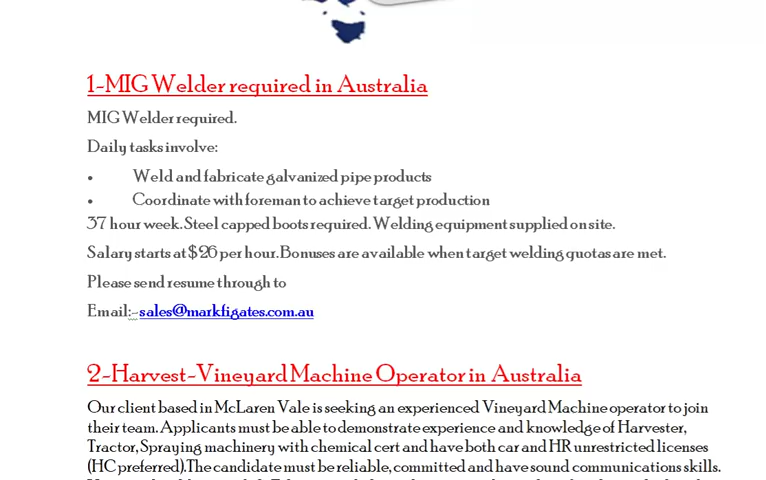 1-MIG Welder required in Australia
MIG Welder required.
Daily tasks involve:
• Weld and fabricate galvanized pipe products
• Coordinate with foreman to achieve target production
37 hour week. Steel capped boots required. Welding equipment supplied on site.
Salary starts at $26 per hour. Bonuses are available when target welding quotas are met.
Please send resume through to
Email:- sales@markfigates.com.au
2-Harvest-Vineyard Machine Operator in Australia
Our client based in McLaren Vale is seeking an experienced Vineyard Machine operator to join
their team. Applicants must be able to demonstrate experience and knowledge of Harvester,
Tractor, Spraying machinery with chemical cert and have both car and HR unrestricted licenses
(HC preferred).The candidate must be reliable, committed and have sound communications skills.